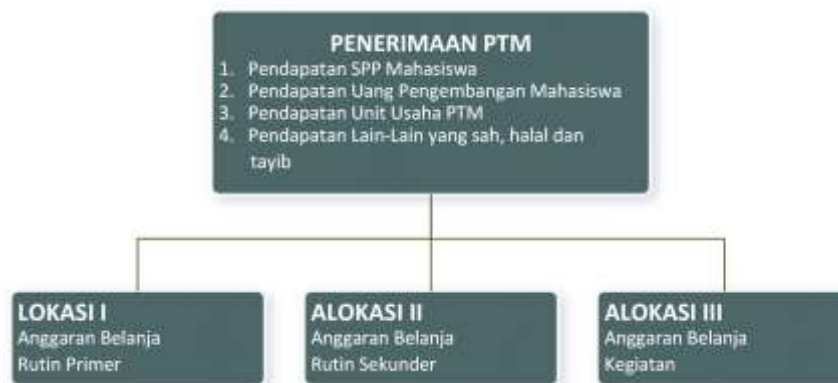 PENERIMAAN PTM
1. Pendapatan SPP Mahasiswa
2. Pendapatan Uang Pengembangan Mahasiswa
3. Pendapatan Unit Usaha PTM
4. Pendapatan Lain-Lain yang sah, halal dan
tayib
LOKASI I
Anggaran Belanja
Rutin Primer
ALOKASI II
Anggaran Belanja
Rutin Sekunder
ALOKASI III
Anggaran Belanja
Kegiatan